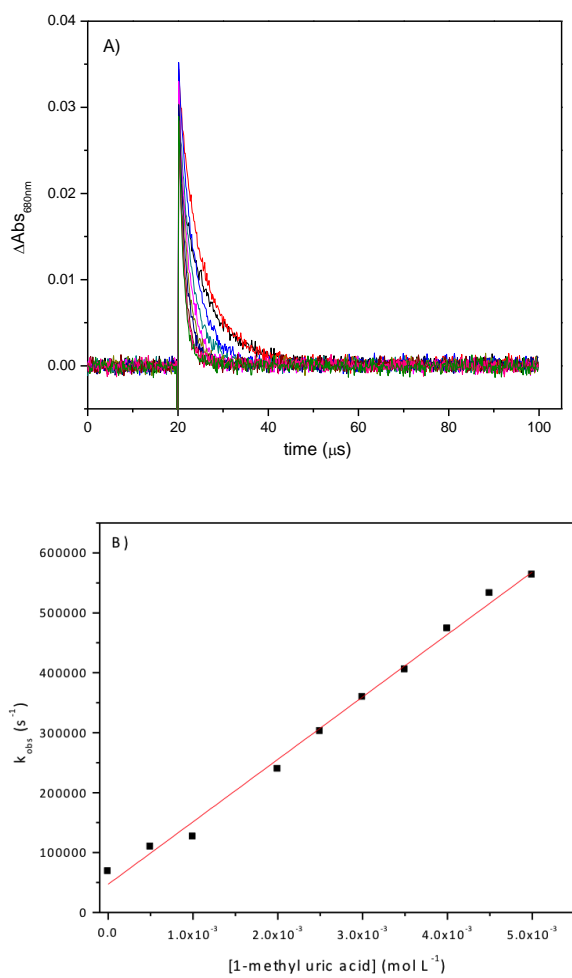 A)
0.04
0.03
0.02
0.01
0.00
ΔAbs₆₈₀ₙₘ
0 20 40 60 80 100
time (μs)
B)
600000
500000
400000
300000
200000
100000
0
k obs (s⁻¹)
0.0 1.0x10⁻³ 2.0x10⁻³ 3.0x10⁻³ 4.0x10⁻³ 5.0x10⁻³
[1-methyl uric acid] (mol L⁻¹)